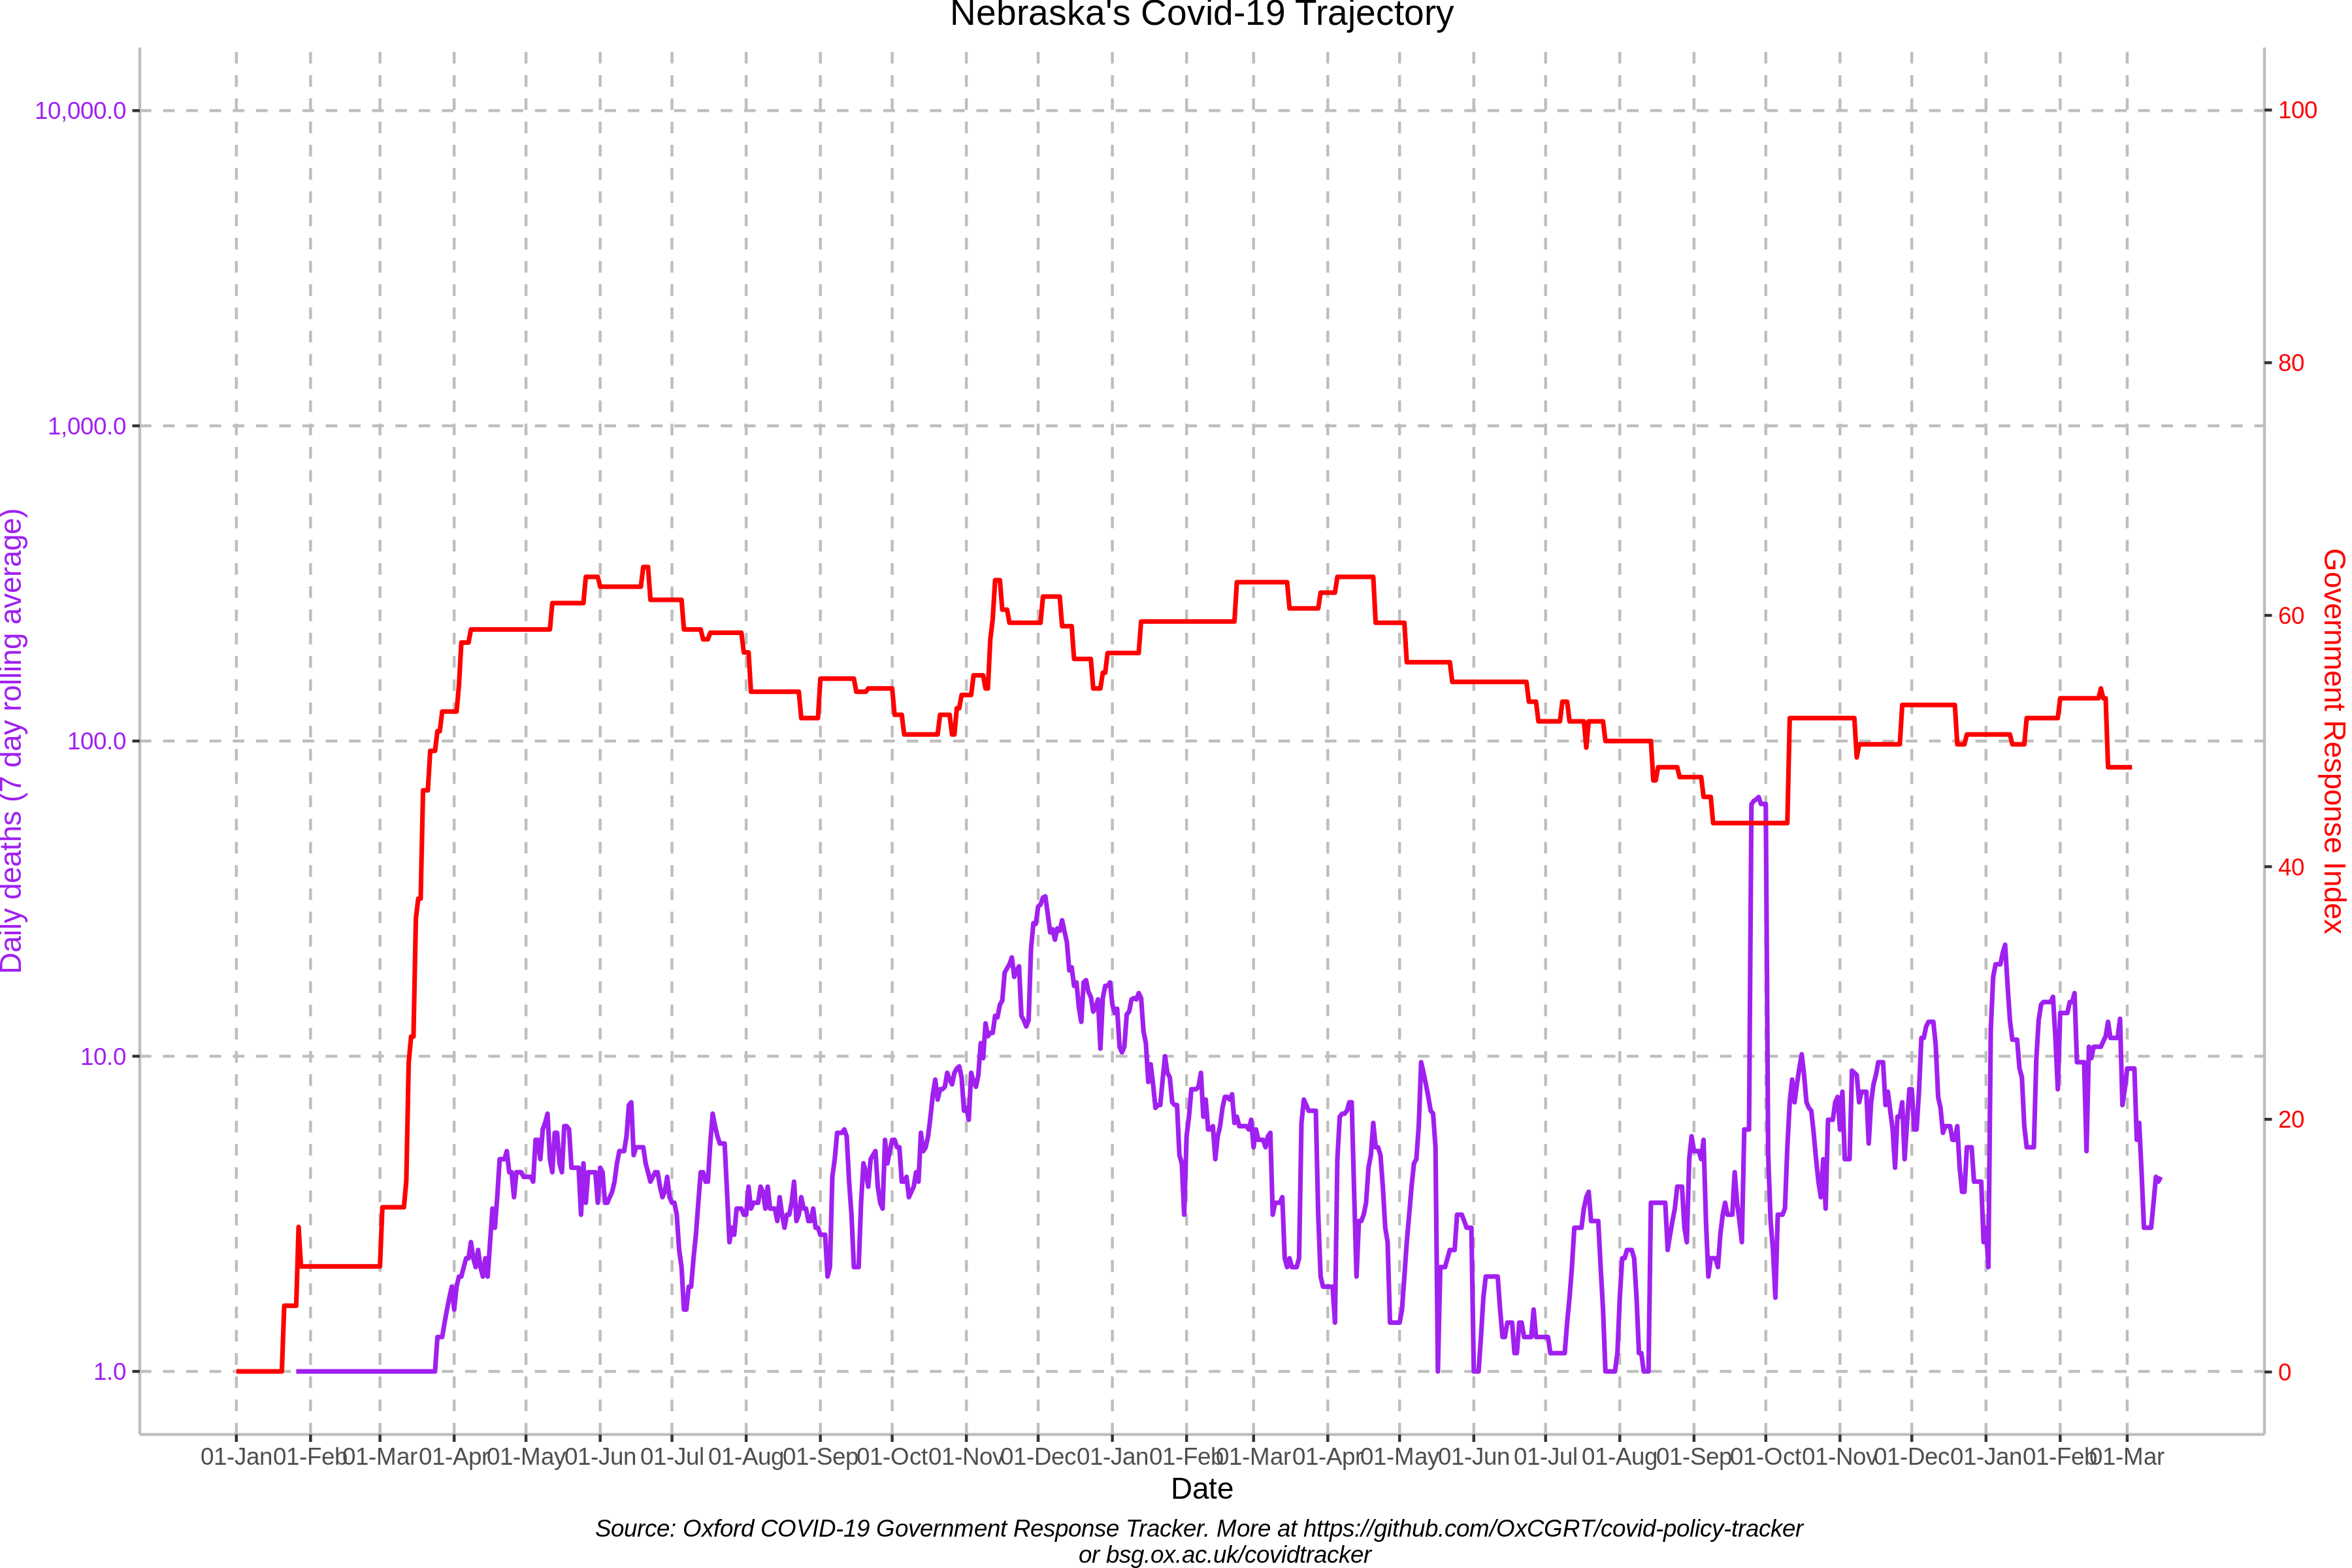 Nebraska's Covid-19 Trajectory
10,000.0
1,000.0
100.0
10.0
1.0
Daily deaths (7 day rolling average)
100
80
60
40
20
0
Government Response Index
01-Jan 01-Feb 01-Mar 01-Apr 01-May 01-Jun 01-Jul 01-Aug 01-Sep 01-Oct 01-Nov 01-Dec 01-Jan 01-Feb 01-Mar 01-Apr 01-May 01-Jun 01-Jul 01-Aug 01-Sep 01-Oct 01-Nov 01-Dec 01-Jan 01-Feb 01-Mar
Date
Source: Oxford COVID-19 Government Response Tracker. More at https://github.com/OxCGRT/covid-policy-tracker
or bsg.ox.ac.uk/covidtracker